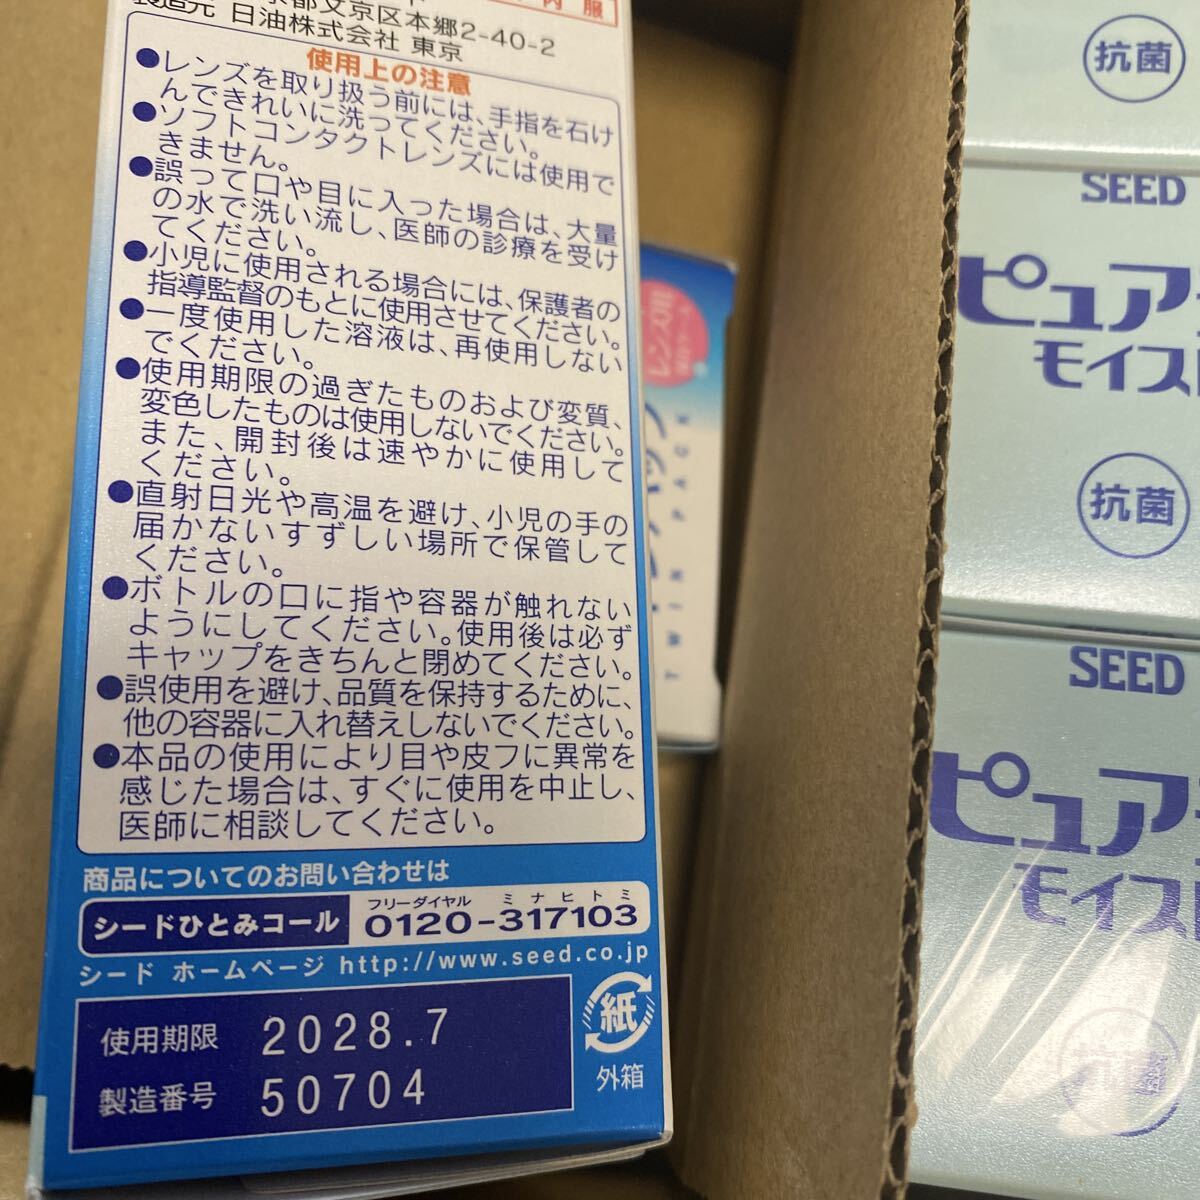 内 服
京都文京区本郷2-40-2
製造元 日油株式会社 東京
使用上の注意
●レンズを取り扱う前には、手指を石け
んできれいに洗ってください。
●ソフトコンタクトレンズには使用で
きません。
●誤って口や目に入った場合は、大量
の水で洗い流し、医師の診療を受け
てください。
●小児に使用される場合には、保護者の
指導監督のもとに使用させてください。
●一度使用した溶液は、再使用しない
でください。
●使用期限の過ぎたものおよび変質、
変色したものは使用しないでください。
また、開封後は速やかに使用して
ください。
●直射日光や高温を避け、小児の手の
届かないすずしい場所で保管して
ください。
●ボトルの口に指や容器が触れない
ようにしてください。使用後は必ず
キャップをきちんと閉めてください。
●誤使用を避け、品質を保持するために、
他の容器に入れ替えしないでください。
●本品の使用により目や皮フに異常を
感じた場合は、すぐに使用を中止し、
医師に相談してください。
商品についてのお問い合わせは
シードひとみコール
フリーダイヤル ミナヒトミ
0120-317103
シード ホームページ http://www.seed.co.jp
使用期限 2028.7
製造番号 50704
紙
外箱
TWIN PACK
抗菌
SEED
ピュア
モイス
抗菌
SEED
ピュア
モイス
抗菌